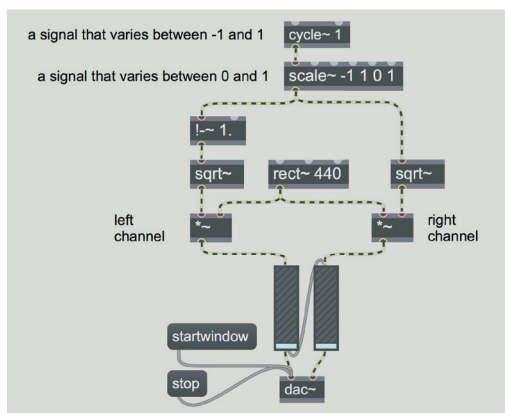 a signal that varies between -1 and 1
cycle~ 1
a signal that varies between 0 and 1
scale~ -1 1 0 1
!-~ 1.
sqrt~
rect~ 440
sqrt~
left
channel
*~
*~
right
channel
startwindow
stop
dac~